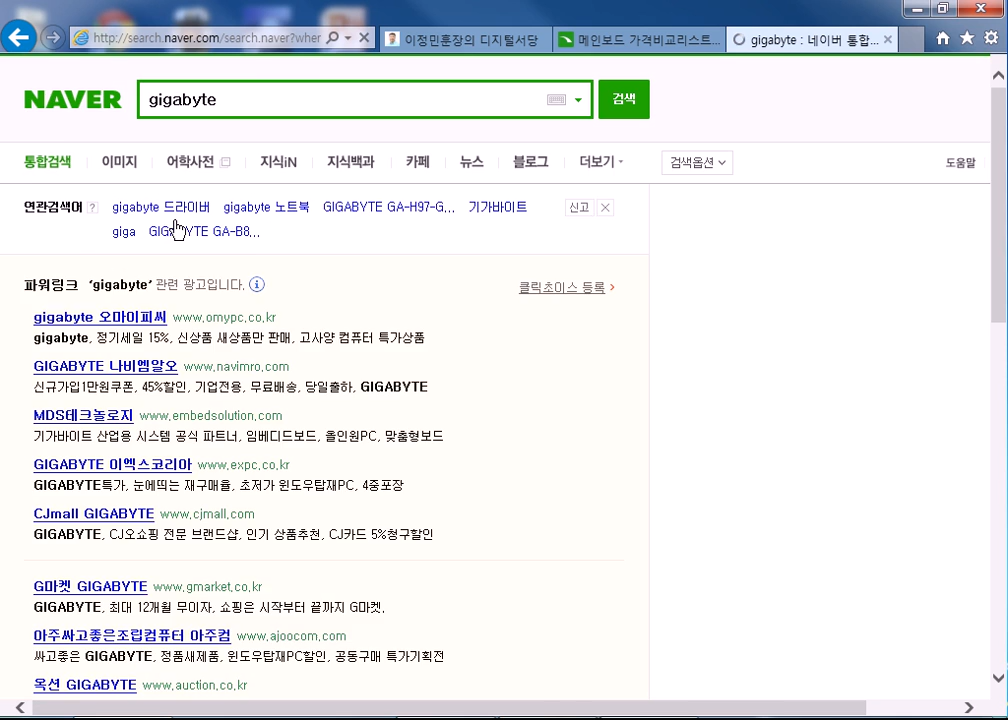 http://search.naver.com/search.naver?wher
이정민훈장의 디지털서당
메인보드 가격비교리스트...
gigabyte : 네이버 통합...
NAVER
gigabyte
검색
통합검색 이미지 어학사전 지식iN 지식백과 카페 뉴스 블로그 더보기 검색옵션 도움말
연관검색어 ? gigabyte 드라이버 gigabyte 노트북 GIGABYTE GA-H97-G... 기가바이트 신고
giga GIGABYTE GA-B8...
파워링크 'gigabyte' 관련 광고입니다. 클릭초이스 등록
gigabyte 오마이피씨 www.omypc.co.kr
gigabyte, 정기세일 15%, 신상품 새상품만 판매, 고사양 컴퓨터 특가상품
GIGABYTE 나비엠알오 www.navimro.com
신규가입1만원쿠폰, 45%할인, 기업전용, 무료배송, 당일출하, GIGABYTE
MDS테크놀로지 www.embedsolution.com
기가바이트 산업용 시스템 공식 파트너, 임베디드보드, 올인원PC, 맞춤형보드
GIGABYTE 이엑스코리아 www.expc.co.kr
GIGABYTE특가, 눈에띄는 재구매율, 초저가 윈도우탑재PC, 4중포장
CJmall GIGABYTE www.cjmall.com
GIGABYTE, CJ오쇼핑 전문 브랜드샵, 인기 상품추천, CJ카드 5%청구할인
G마켓 GIGABYTE www.gmarket.co.kr
GIGABYTE, 최대 12개월 무이자, 쇼핑은 시작부터 끝까지 G마켓.
아주싸고좋은조립컴퓨터 아주컴 www.ajoocom.com
싸고좋은 GIGABYTE, 정품새제품, 윈도우탑재PC할인, 공동구매 특가기획전
옥션 GIGABYTE www.auction.co.kr